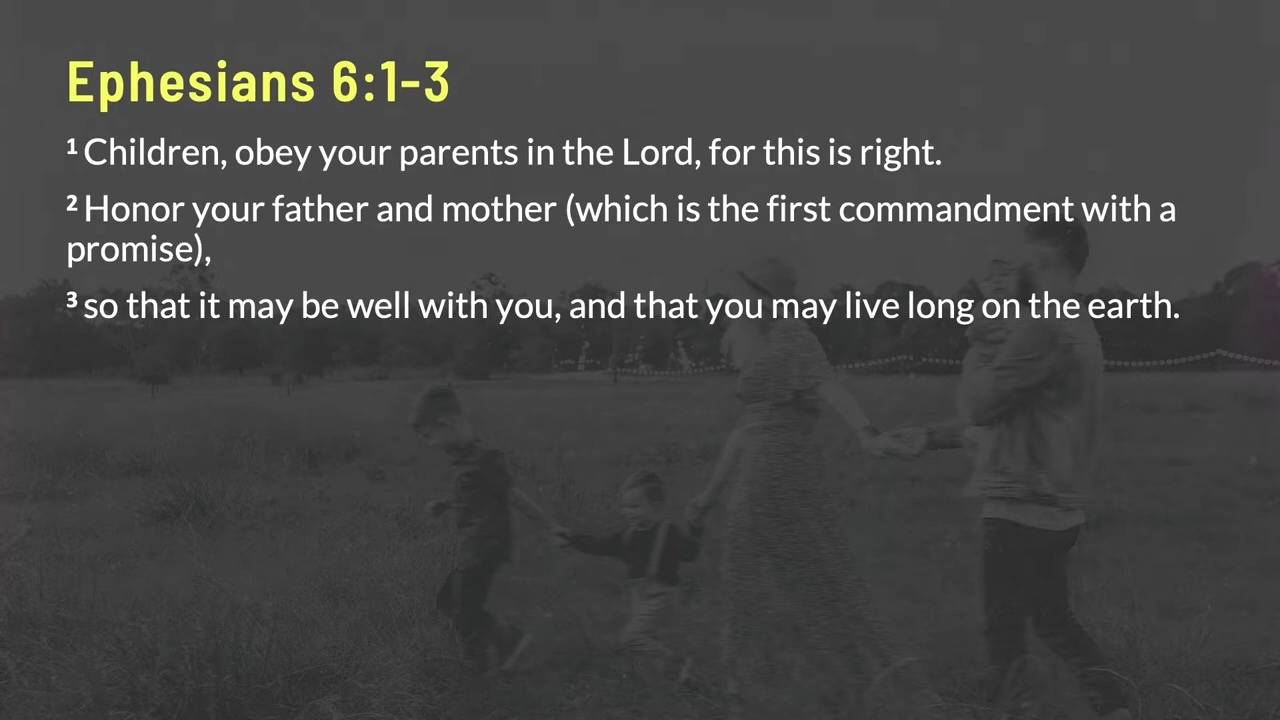 Ephesians 6:1-3
¹ Children, obey your parents in the Lord, for this is right.
² Honor your father and mother (which is the first commandment with a
promise),
³ so that it may be well with you, and that you may live long on the earth.